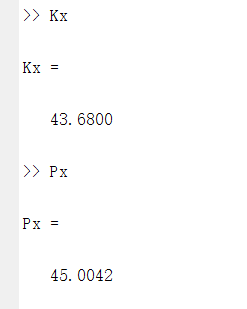 >> Kx
Kx =
43.6800
>> Px
Px =
45.0042